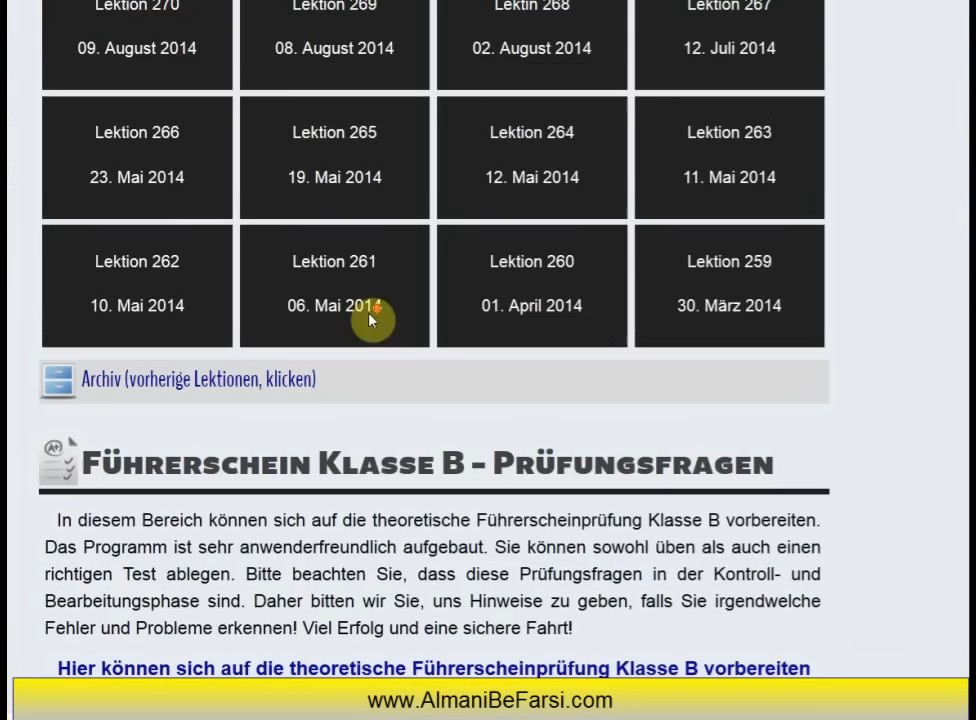 Lektion 270 Lektion 269 Lektin 268 Lektion 267
09. August 2014 08. August 2014 02. August 2014 12. Juli 2014
Lektion 266 Lektion 265 Lektion 264 Lektion 263
23. Mai 2014 19. Mai 2014 12. Mai 2014 11. Mai 2014
Lektion 262 Lektion 261 Lektion 260 Lektion 259
10. Mai 2014 06. Mai 2014 01. April 2014 30. März 2014
Archiv (vorherige Lektionen, klicken)
A+
Führerschein Klasse B - Prüfungsfragen
In diesem Bereich können sich auf die theoretische Führerscheinprüfung Klasse B vorbereiten.
Das Programm ist sehr anwenderfreundlich aufgebaut. Sie können sowohl üben als auch einen
richtigen Test ablegen. Bitte beachten Sie, dass diese Prüfungsfragen in der Kontroll- und
Bearbeitungsphase sind. Daher bitten wir Sie, uns Hinweise zu geben, falls Sie irgendwelche
Fehler und Probleme erkennen! Viel Erfolg und eine sichere Fahrt!
Hier können sich auf die theoretische Führerscheinprüfung Klasse B vorbereiten
www.AlmaniBeFarsi.com